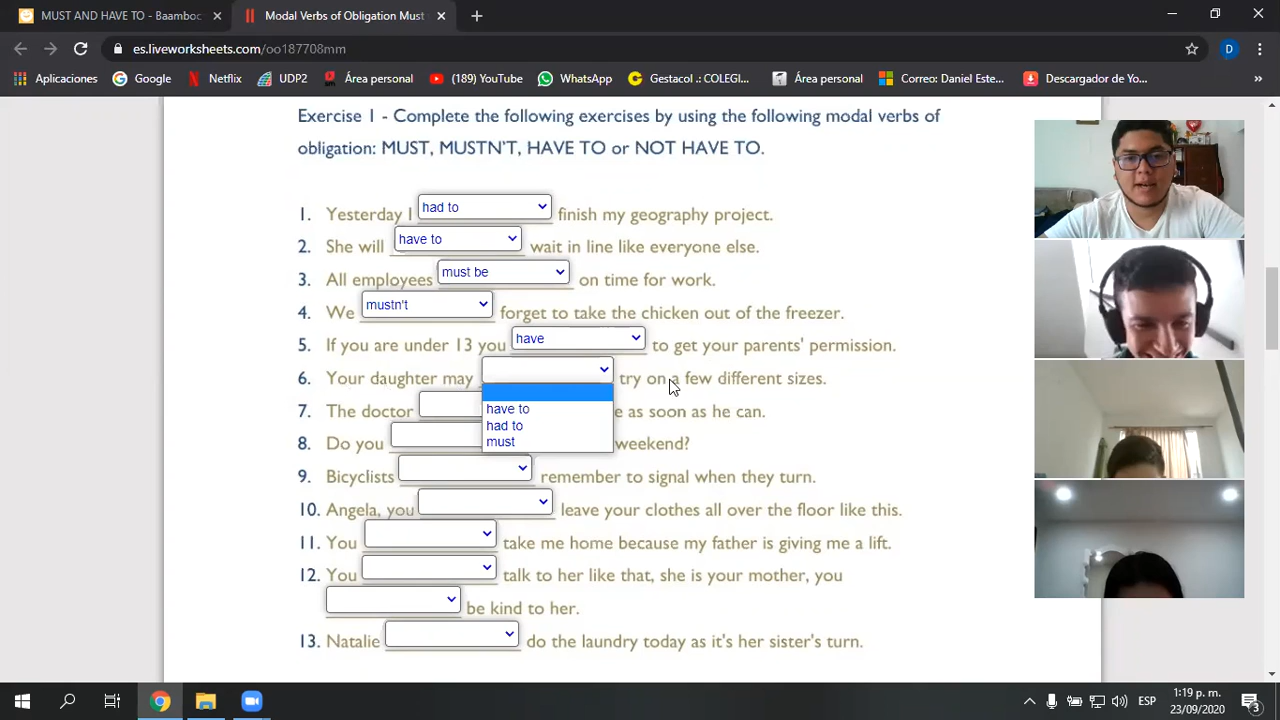 MUST AND HAVE TO - Baambo
Modal Verbs of Obligation Must
es.liveworksheets.com/oo187708mm
D
Aplicaciones Google Netflix UDP2 Área personal (189) YouTube WhatsApp Gestacol .: COLEGI... Área personal Correo: Daniel Este... Descargador de Yo... »
Exercise 1 - Complete the following exercises by using the following modal verbs of
obligation: MUST, MUSTN'T, HAVE TO or NOT HAVE TO.
1. Yesterday I had to finish my geography project.
2. She will have to wait in line like everyone else.
3. All employees must be on time for work.
4. We mustn't forget to take the chicken out of the freezer.
5. If you are under 13 you have to get your parents' permission.
6. Your daughter may try on a few different sizes.
have to
had to
must
7. The doctor e as soon as he can.
8. Do you weekend?
9. Bicyclists remember to signal when they turn.
10. Angela, you leave your clothes all over the floor like this.
11. You take me home because my father is giving me a lift.
12. You talk to her like that, she is your mother, you
be kind to her.
13. Natalie do the laundry today as it's her sister's turn.
ESP
1:19 p. m.
23/09/2020
3